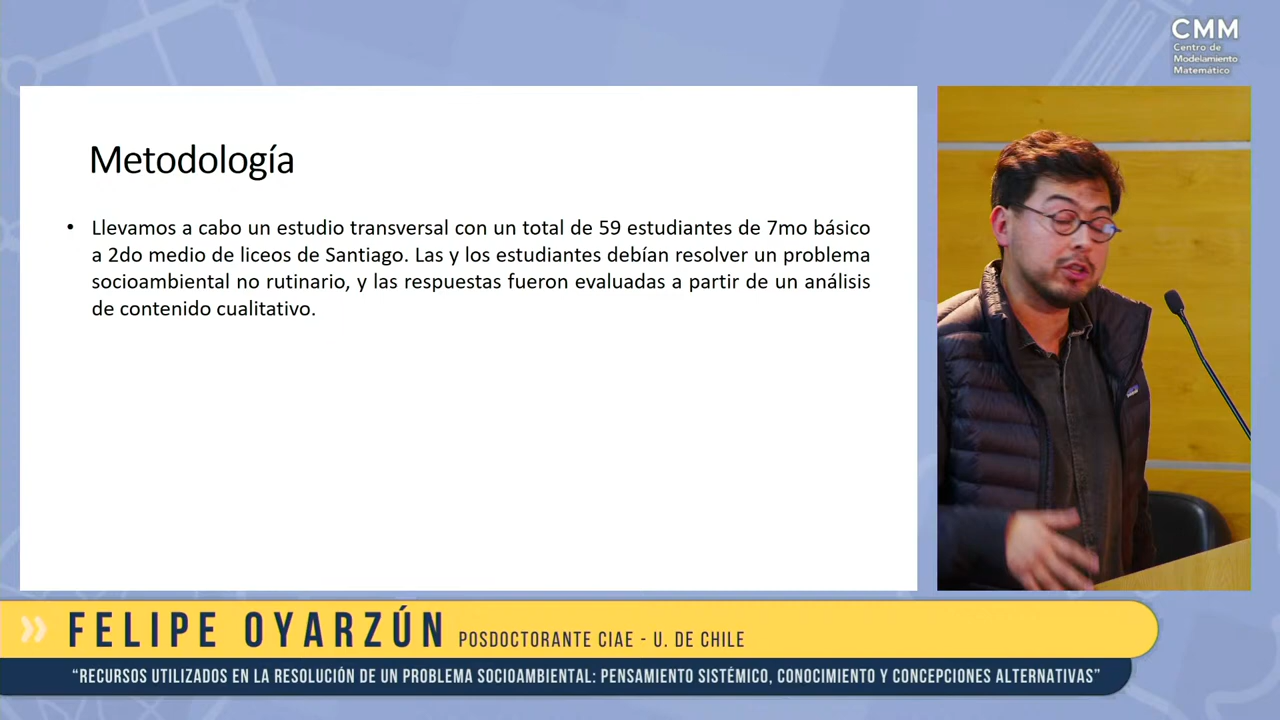 CMM
Centro de
Modelamiento
Matemático
Metodología
• Llevamos a cabo un estudio transversal con un total de 59 estudiantes de 7mo básico
a 2do medio de liceos de Santiago. Las y los estudiantes debían resolver un problema
socioambiental no rutinario, y las respuestas fueron evaluadas a partir de un análisis
de contenido cualitativo.
» FELIPE OYARZÚN POSDOCTORANTE CIAE - U. DE CHILE
“RECURSOS UTILIZADOS EN LA RESOLUCIÓN DE UN PROBLEMA SOCIOAMBIENTAL: PENSAMIENTO SISTÉMICO, CONOCIMIENTO Y CONCEPCIONES ALTERNATIVAS”